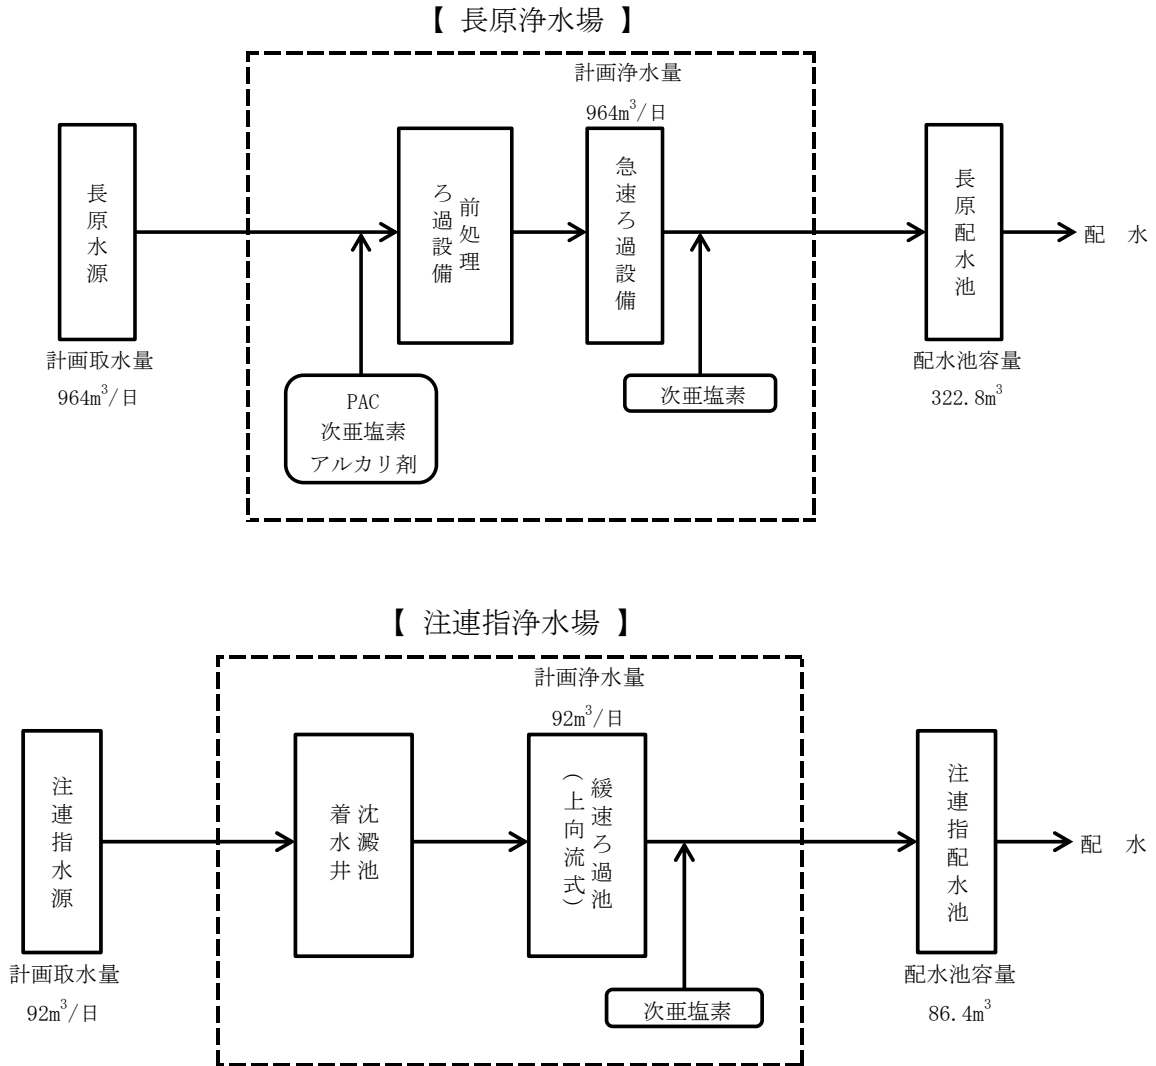 【 長原浄水場 】
計画浄水量
964m³/日
長原水源
計画取水量
964m³/日
前処理
ろ過設備
急速ろ過設備
PAC
次亜塩素
アルカリ剤
次亜塩素
長原配水池
配水池容量
322.8m³
配 水
【 注連指浄水場 】
計画浄水量
92m³/日
注連指水源
計画取水量
92m³/日
沈澱池
着水井
緩速ろ過池
(上向流式)
次亜塩素
注連指配水池
配水池容量
86.4m³
配 水